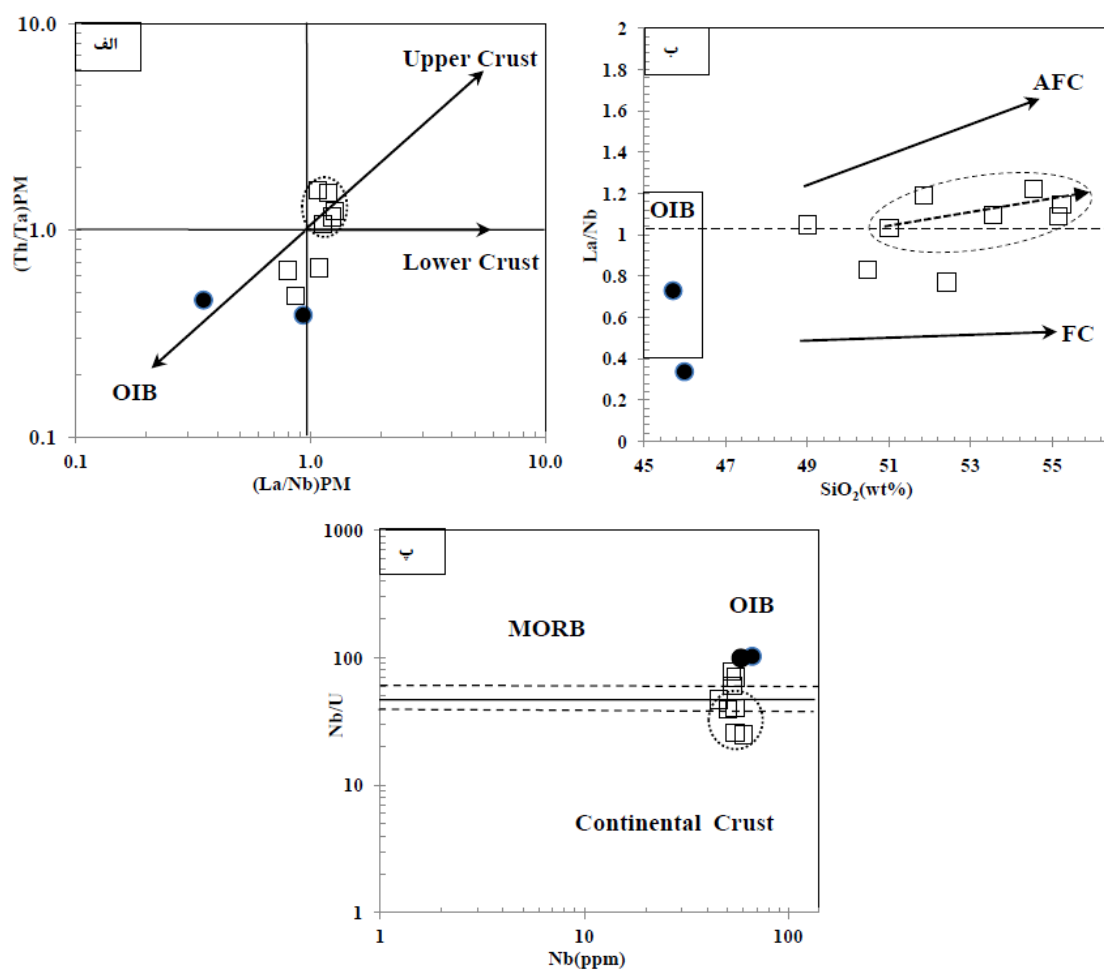 الف
10.0
1.0
0.1
(Th/Ta)PM
Upper Crust
Lower Crust
OIB
0.1 1.0 10.0
(La/Nb)PM
ب
2
1.8
1.6
1.4
1.2
1
0.8
0.6
0.4
0.2
0
La/Nb
AFC
OIB
FC
45 47 49 51 53 55
SiO₂(wt%)
پ
1000
100
10
1
Nb/U
OIB
MORB
Continental Crust
1 10 100
Nb(ppm)